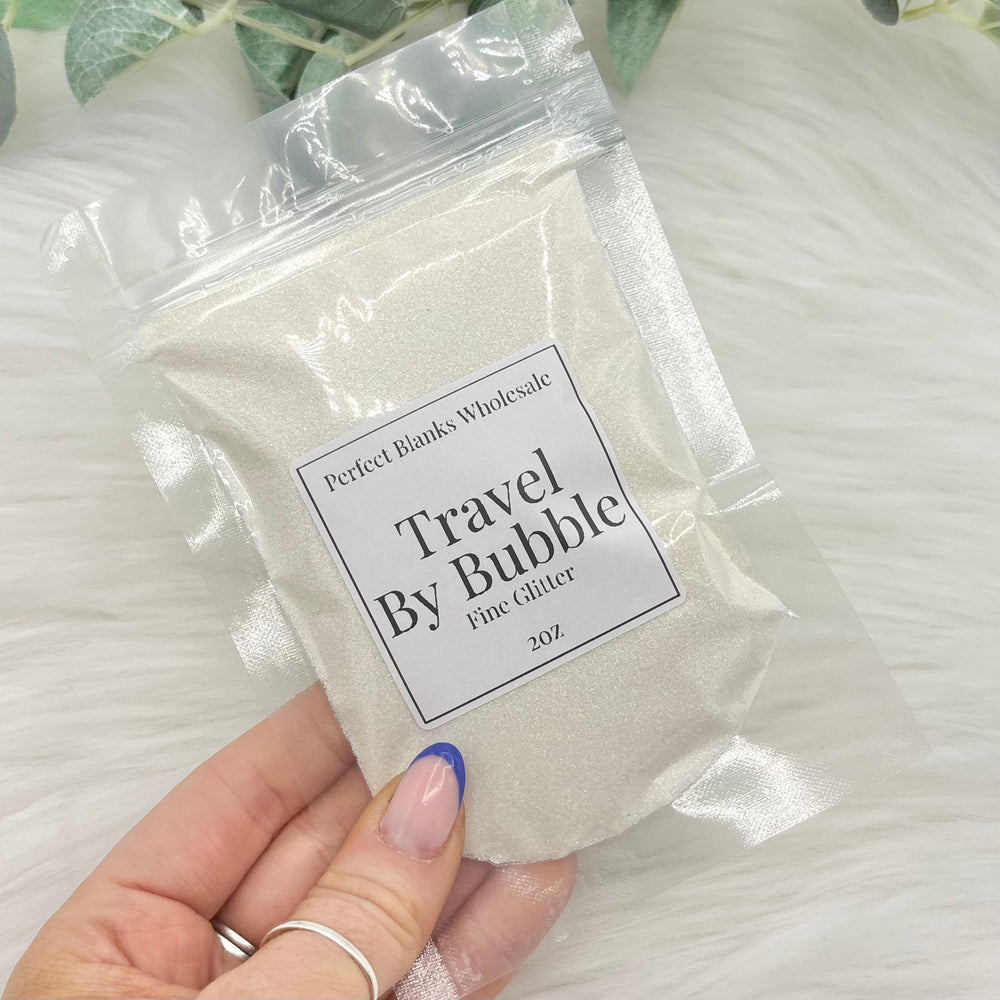 Perfect Blanks Wholesale
Travel
By Bubble
Fine Glitter
2OZ